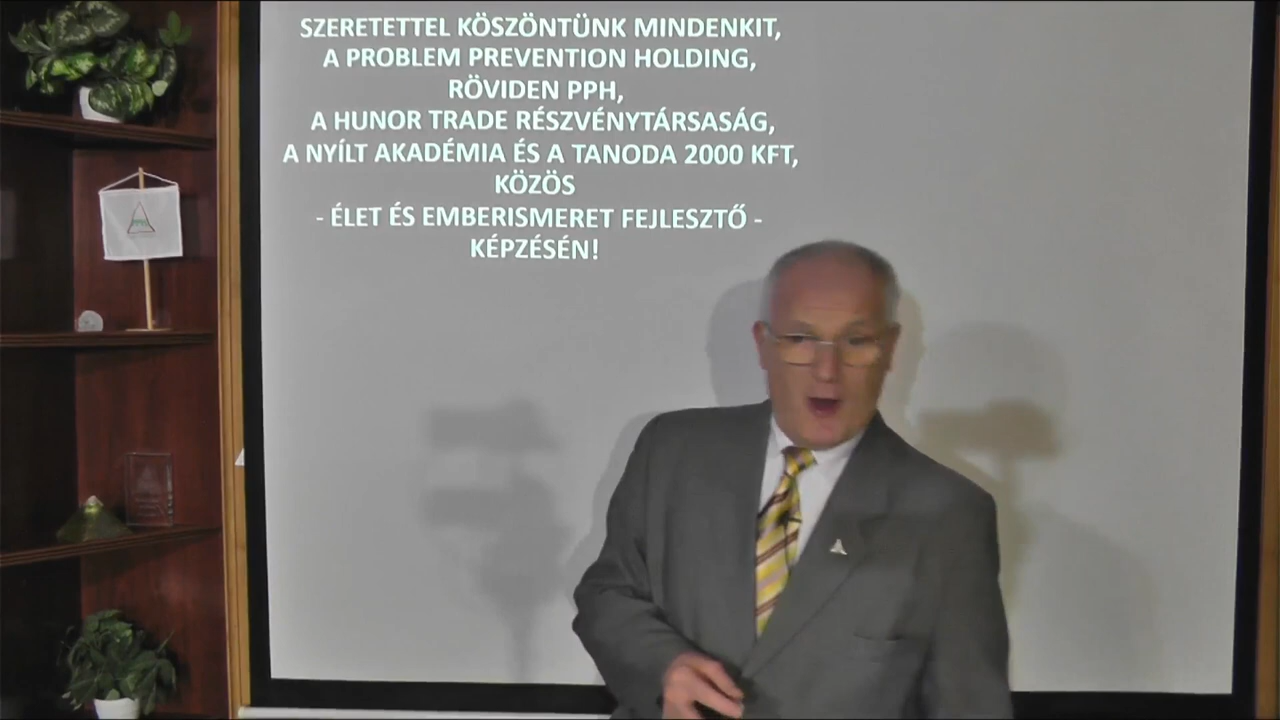 SZERETETTEL KÖSZÖNTÜNK MINDENKIT,
A PROBLEM PREVENTION HOLDING,
RÖVIDEN PPH,
A HUNOR TRADE RÉSZVÉNYTÁRSASÁG,
A NYÍLT AKADÉMIA ÉS A TANODA 2000 KFT,
KÖZÖS
- ÉLET ÉS EMBERISMERET FEJLESZTŐ -
KÉPZÉSÉN!